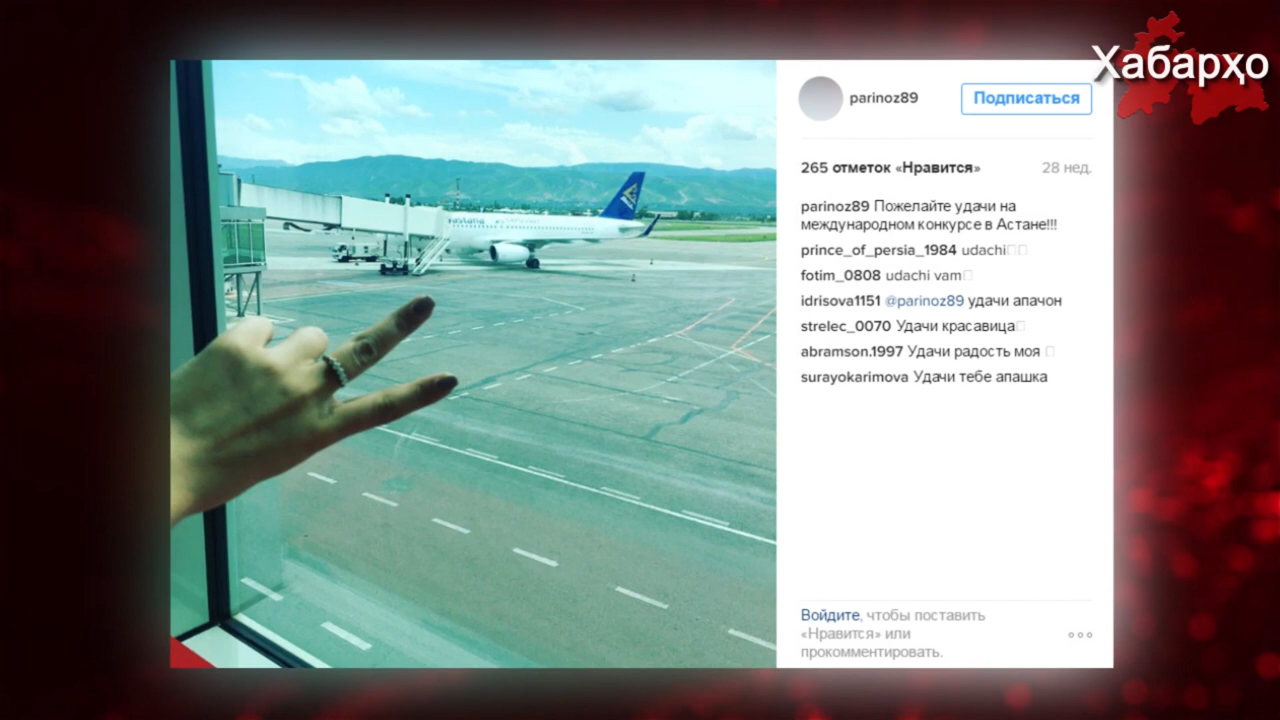 Хабарҳо
parinoz89
Подписаться
265 отметок «Нравится»
28 нед.
parinoz89 Пожелайте удачи на
международном конкурсе в Астане!!!
prince_of_persia_1984 udachi
fotim_0808 udachi vam
idrisova1151 @parinoz89 удачи апачон
strelec_0070 Удачи красавица
abramson.1997 Удачи радость моя
surayokarimova Удачи тебе апашка
Войдите, чтобы поставить
«Нравится» или
прокомментировать.